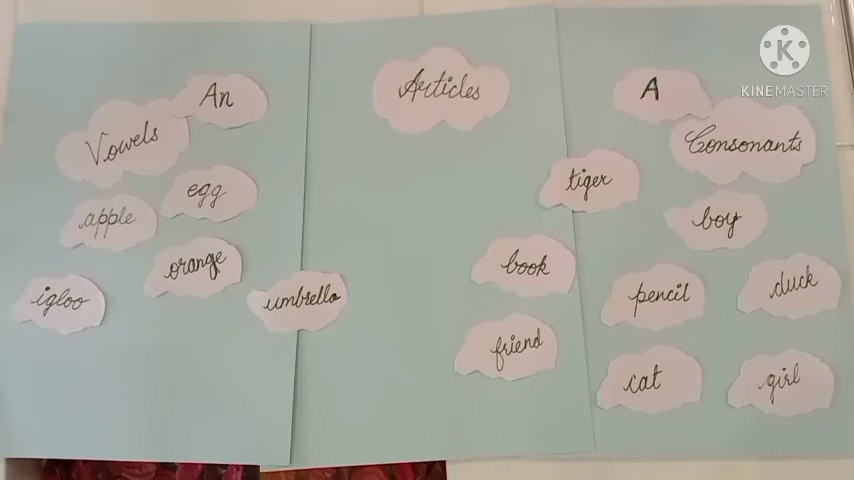 Articles
An
Vowels
egg
apple
orange
igloo
umbrella
A
Consonants
tiger
boy
book
pencil
duck
friend
cat
girl
KINEMASTER